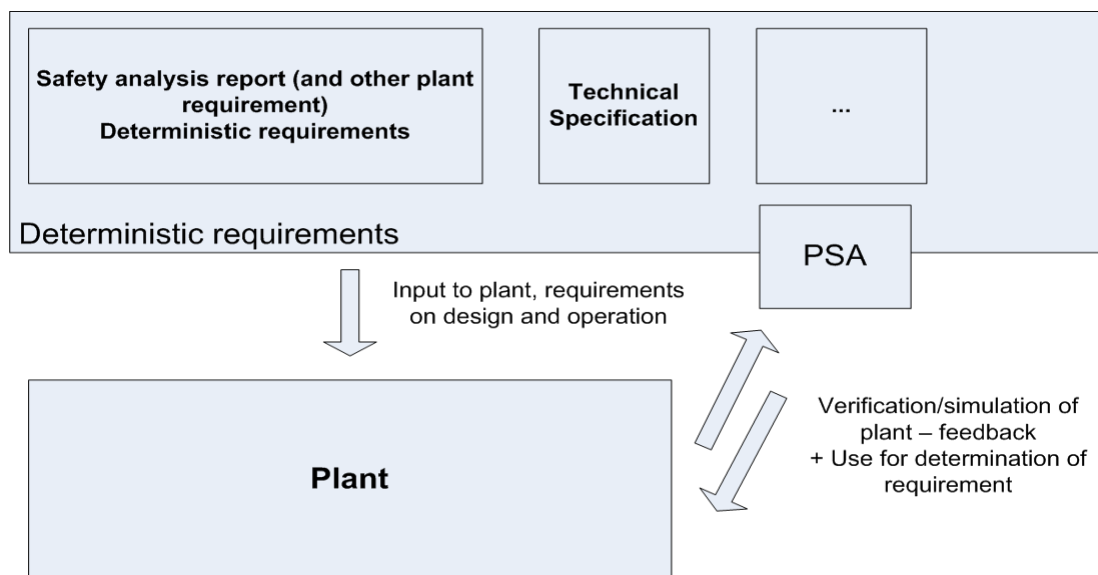 Safety analysis report (and other plant
requirement)
Deterministic requirements
Technical
Specification
...
Deterministic requirements
PSA
Input to plant, requirements
on design and operation
Plant
Verification/simulation of
plant – feedback
+ Use for determination of
requirement